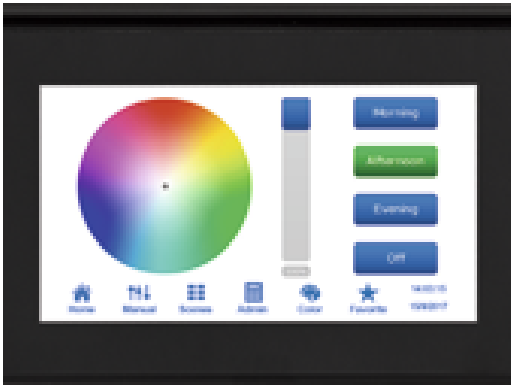 Morning
Afternoon
Evening
Off
Home
Manual
Scenes
Admin
Color
Favorite